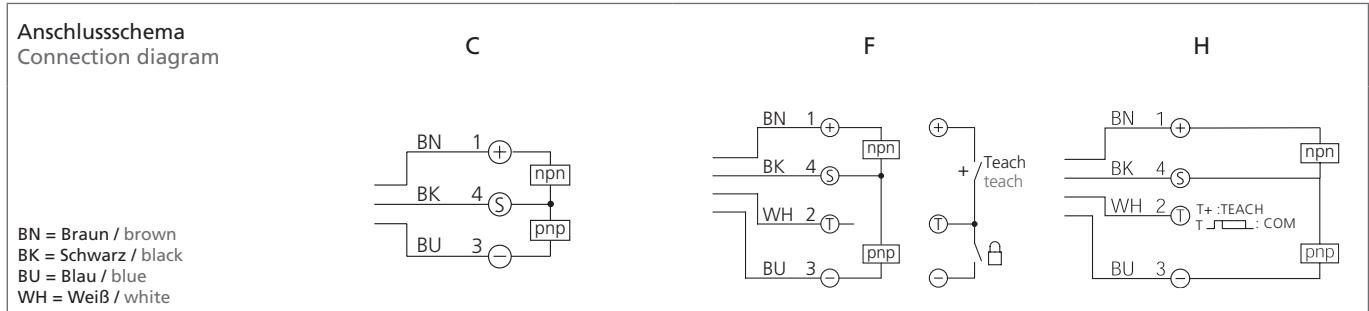 Anschlussschema
Connection diagram
C
F
H
BN 1 +
npn
BK 4 S
pnp
BU 3 −
BN = Braun / brown
BK = Schwarz / black
BU = Blau / blue
WH = Weiß / white
BN 1 +
npn
BK 4 S
WH 2 T
pnp
BU 3 −
+
+ Teach
teach
T
−
BN 1 +
npn
BK 4 S
WH 2 T T+ :TEACH
T : COM
pnp
BU 3 −